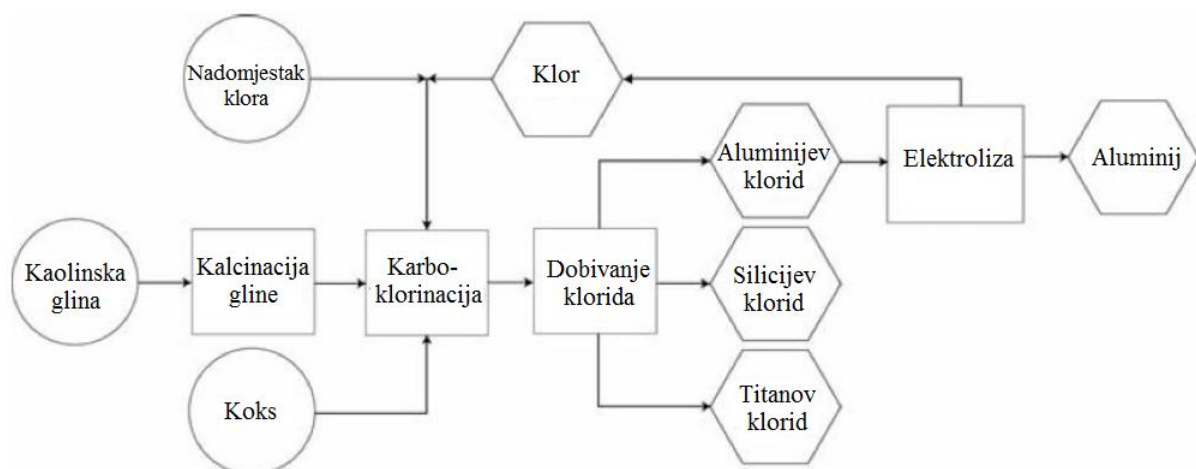 Nadomjestak
klora
Klor
Aluminijev
klorid
Elektroliza
Aluminij
Kaolinska
glina
Kalcinacija
gline
Karbo-
klorinacija
Dobivanje
klorida
Silicijev
klorid
Koks
Titanov
klorid